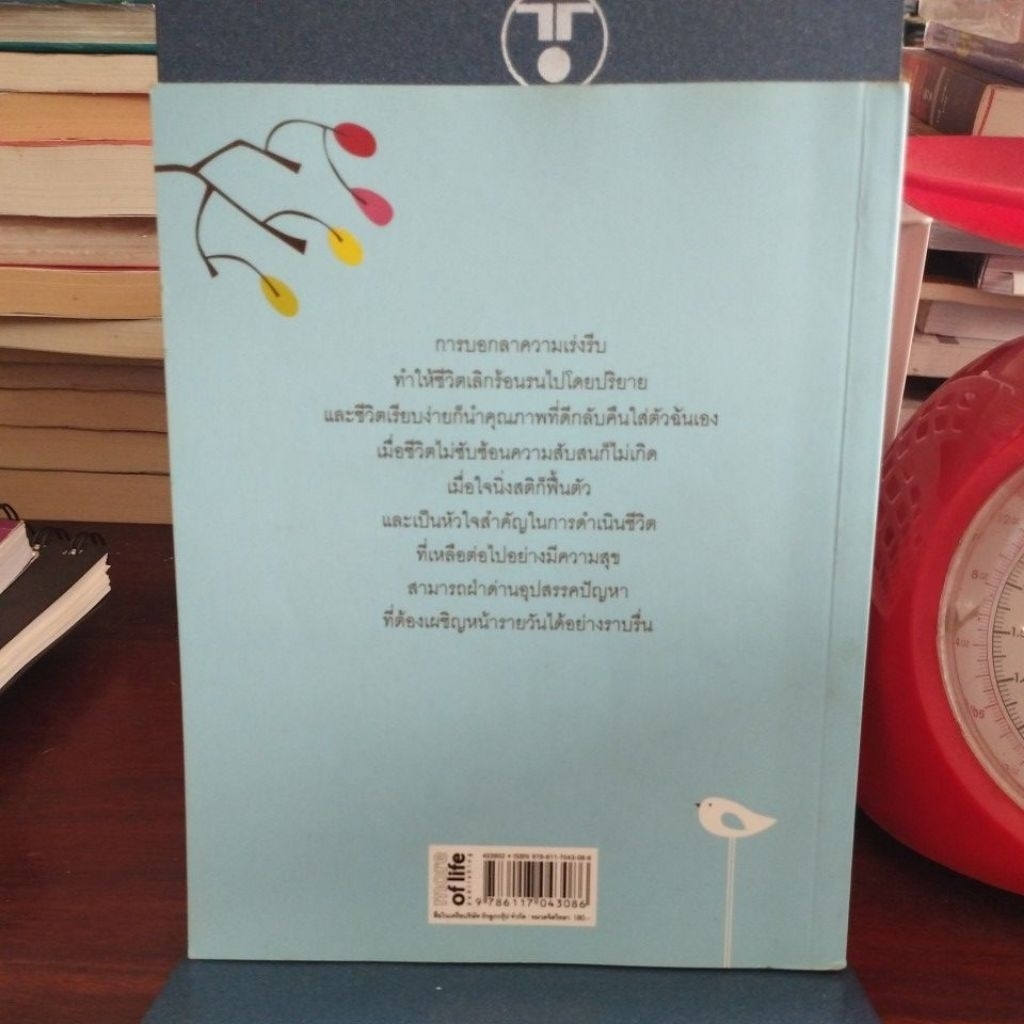 การบอกลาความเร่งรีบ
ทำให้ชีวิตเลิกร้อนรนไปโดยปริยาย
และชีวิตเรียบง่ายก็นำคุณภาพที่ดีกลับคืนใส่ตัวฉันเอง
เมื่อชีวิตไม่ซับซ้อนความสับสนก็ไม่เกิด
เมื่อใจนิ่งสติก็ฟื้นตัว
และเป็นหัวใจสำคัญในการดำเนินชีวิต
ที่เหลือต่อไปอย่างมีความสุข
สามารถฝ่าด่านอุปสรรคปัญหา
ที่ต้องเผชิญหน้ารายวันได้อย่างราบรื่น
more
of life
publishing
ISBN 978-611-7043-08-6
9 786117 043086
180.-